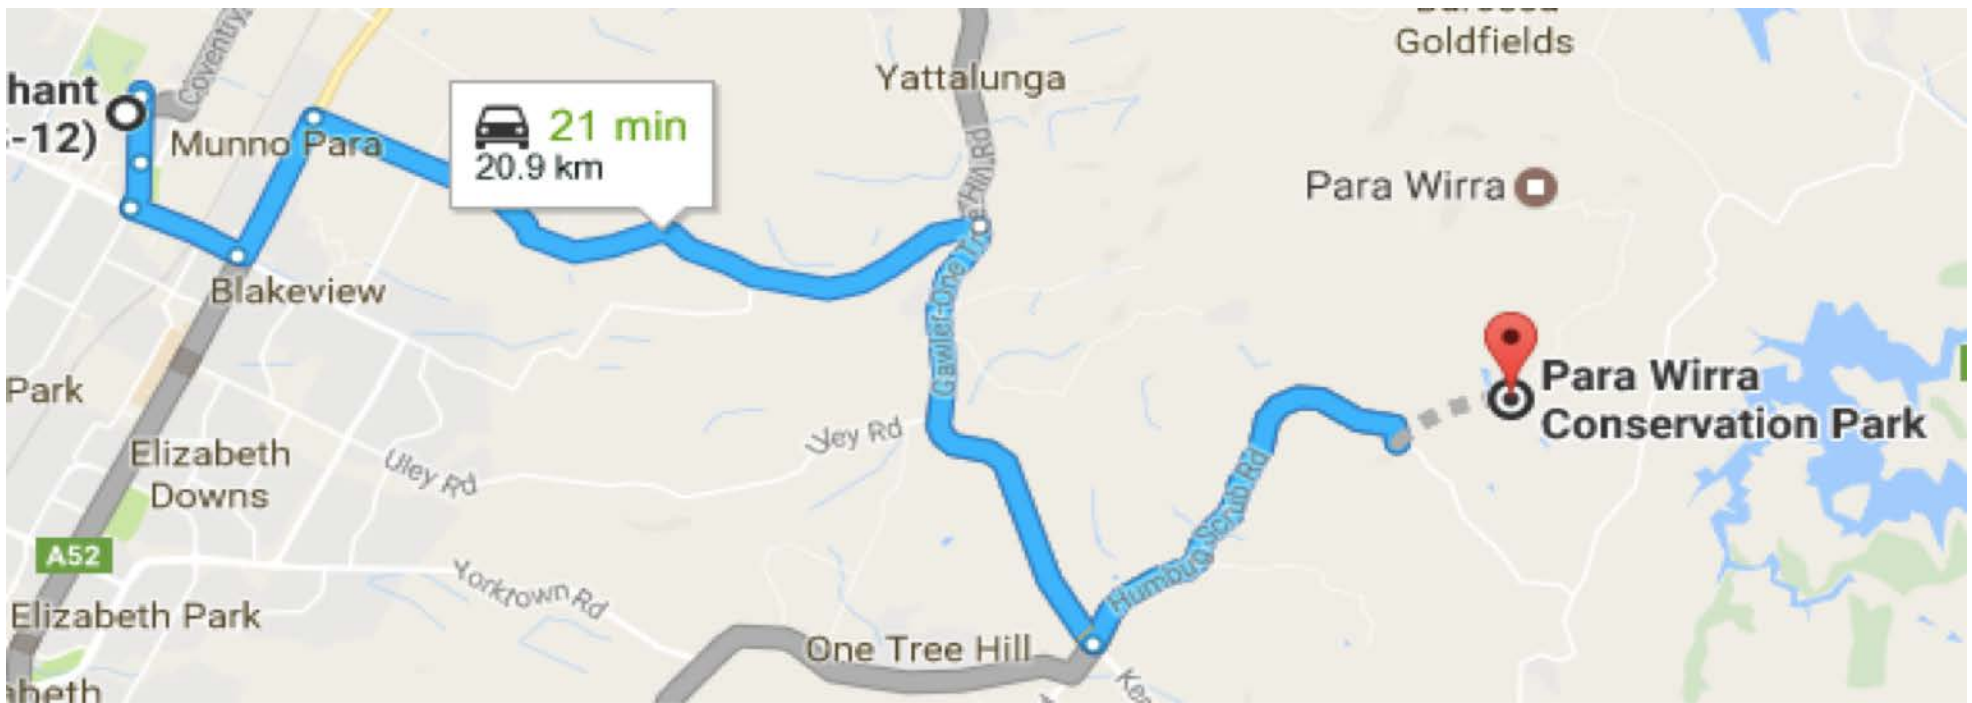 Goldfields
Coventry
Yattalunga
hant
-12)
Munno Para
21 min
20.9 km
Para Wirra
Blakeview
Gawler-One Tree Hill Rd
Para Wirra
Conservation Park
Park
Uley Rd
Uley Rd
Elizabeth
Downs
Humbug Scrub Rd
A52
Yorktown Rd
Elizabeth Park
One Tree Hill